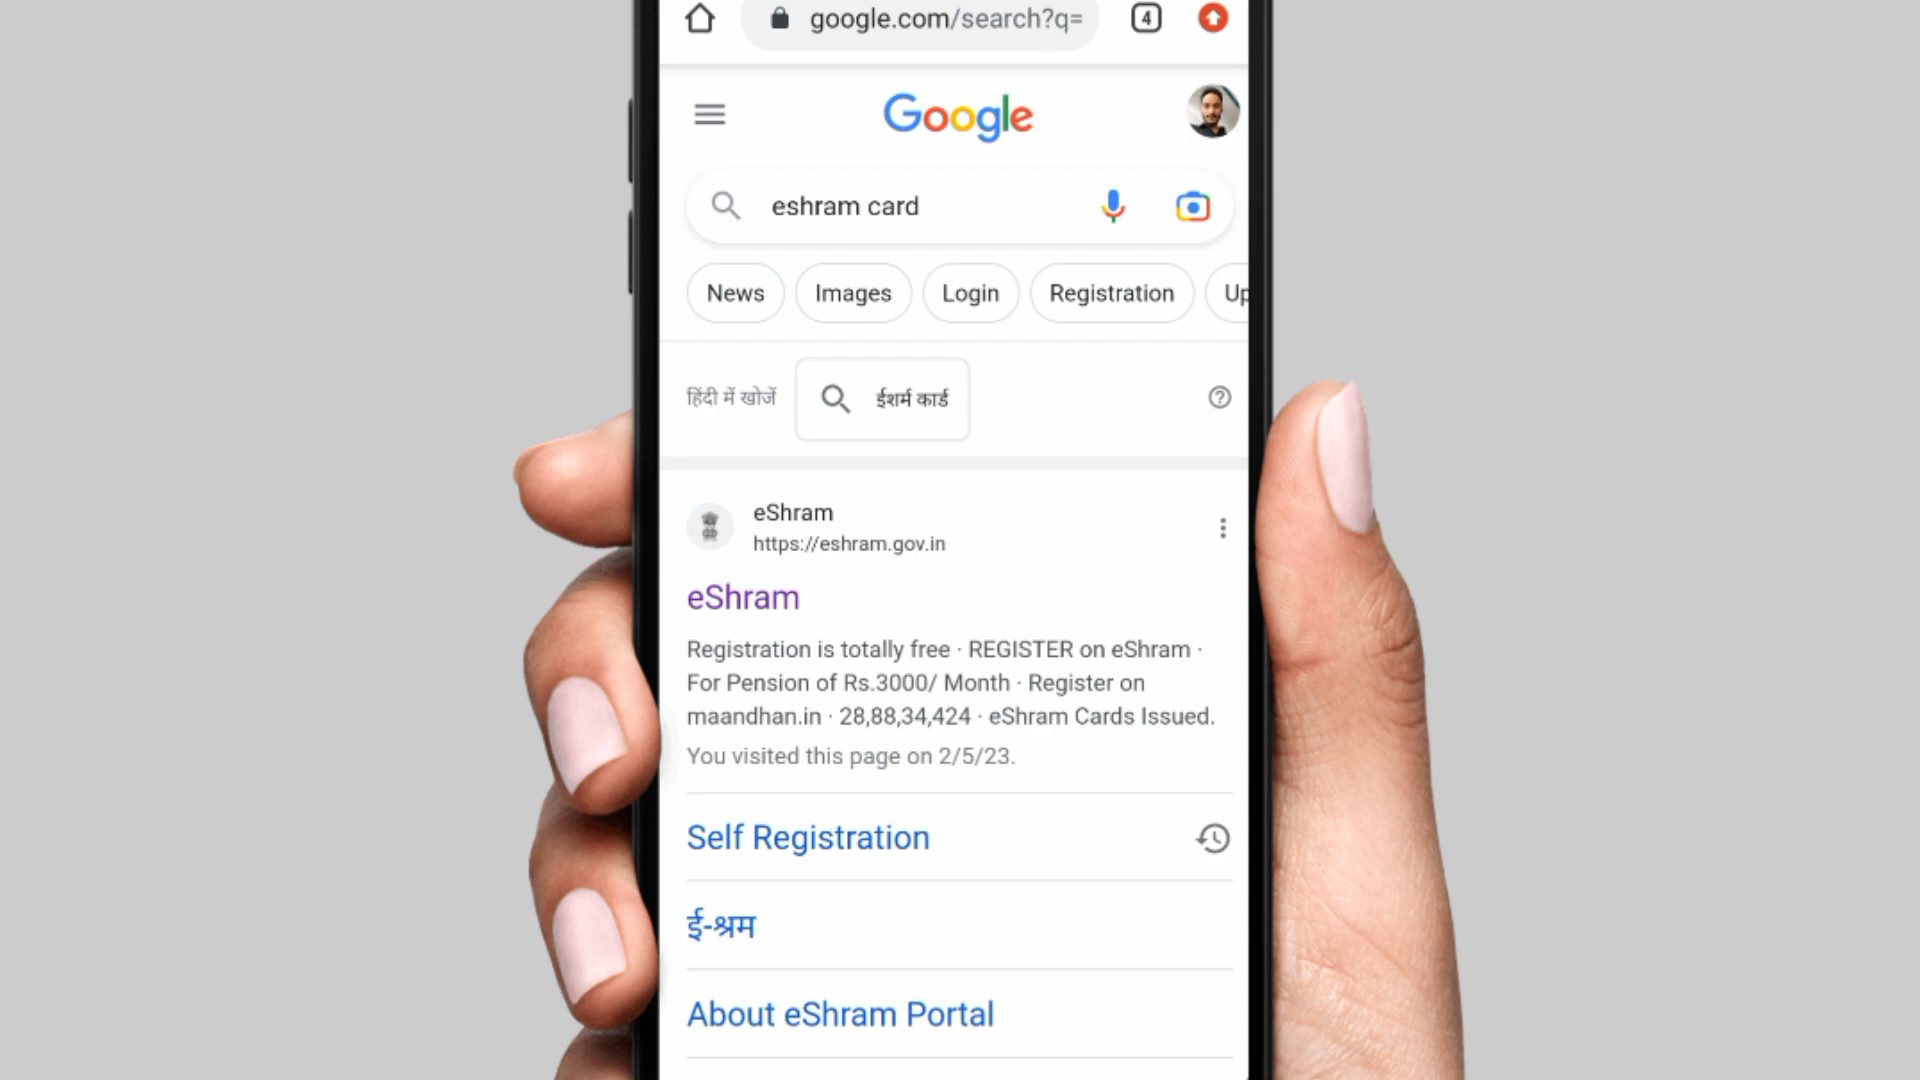 google.com/search?q=
4
Google
eshram card
News Images Login Registration Up
हिंदी में खोजें ईशर्म कार्ड
eShram
https://eshram.gov.in
eShram
Registration is totally free · REGISTER on eShram ·
For Pension of Rs.3000/ Month · Register on
maandhan.in · 28,88,34,424 · eShram Cards Issued.
You visited this page on 2/5/23.
Self Registration
ई-श्रम
About eShram Portal